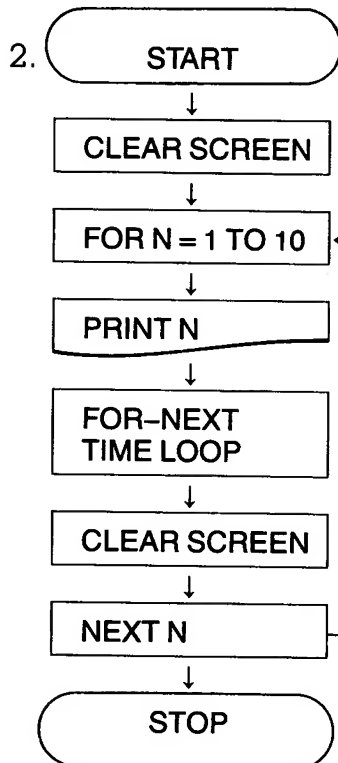 2.
START
CLEAR SCREEN
FOR N = 1 TO 10
PRINT N
FOR–NEXT
TIME LOOP
CLEAR SCREEN
NEXT N
STOP